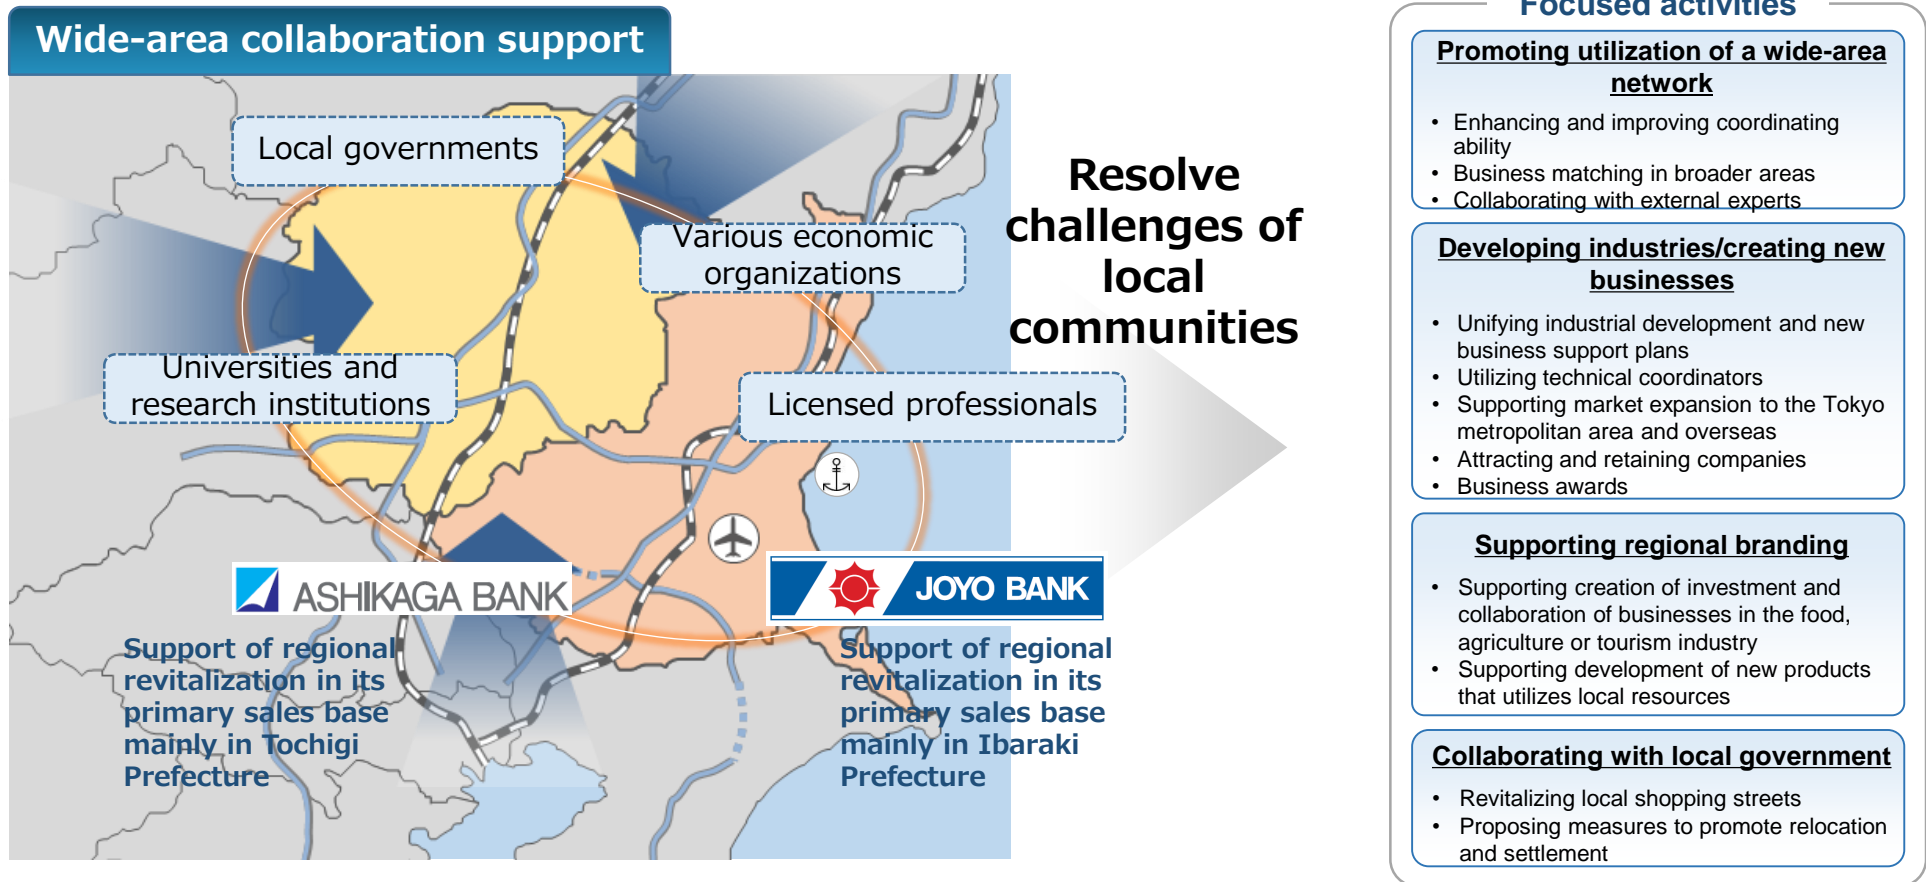 Wide-area collaboration support
Local governments
Various economic
organizations
Universities and
research institutions
Licensed professionals
ASHIKAGA BANK
JOYO BANK
Support of regional
revitalization in its
primary sales base
mainly in Tochigi
Prefecture
Support of regional
revitalization in its
primary sales base
mainly in Ibaraki
Prefecture
Resolve
challenges of
local
communities
Focused activities
Promoting utilization of a wide-area
network
• Enhancing and improving coordinating
ability
• Business matching in broader areas
• Collaborating with external experts
Developing industries/creating new
businesses
• Unifying industrial development and new
business support plans
• Utilizing technical coordinators
• Supporting market expansion to the Tokyo
metropolitan area and overseas
• Attracting and retaining companies
• Business awards
Supporting regional branding
• Supporting creation of investment and
collaboration of businesses in the food,
agriculture or tourism industry
• Supporting development of new products
that utilizes local resources
Collaborating with local government
• Revitalizing local shopping streets
• Proposing measures to promote relocation
and settlement